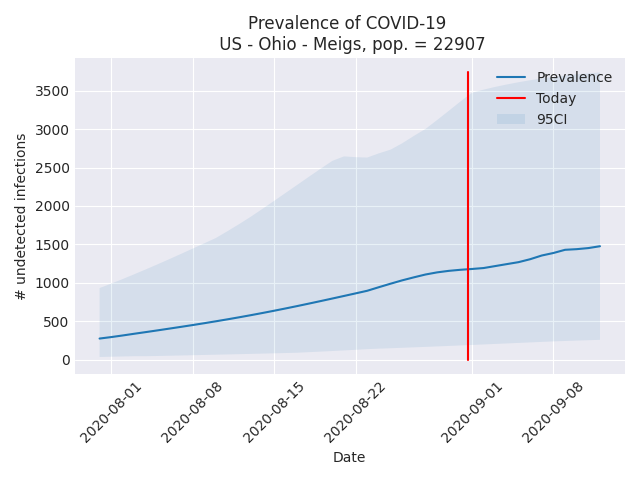 Prevalence of COVID-19
US - Ohio - Meigs, pop. = 22907
Prevalence
Today
95CI
# undetected infections
3500
3000
2500
2000
1500
1000
500
0
2020-08-01
2020-08-08
2020-08-15
2020-08-22
2020-09-01
2020-09-08
Date